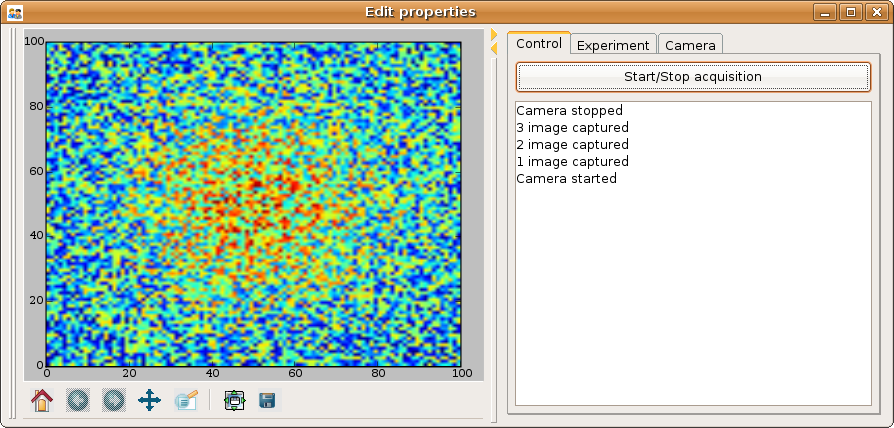 Edit properties
100
80
60
40
20
0
0 20 40 60 80 100
Control Experiment Camera
Start/Stop acquisition
Camera stopped
3 image captured
2 image captured
1 image captured
Camera started